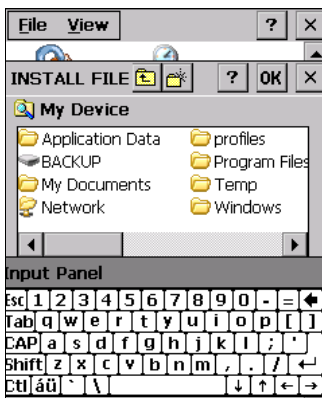 File View ? ×
INSTALL FILE ? OK ×
My Device
Application Data profiles
BACKUP Program Files
My Documents Temp
Network Windows
Input Panel
Esc 1 2 3 4 5 6 7 8 9 0 - =
Tab q w e r t y u i o p [ ]
CAP a s d f g h j k l ; '
Shift z x c v b n m , . /
Ctl áü ` \